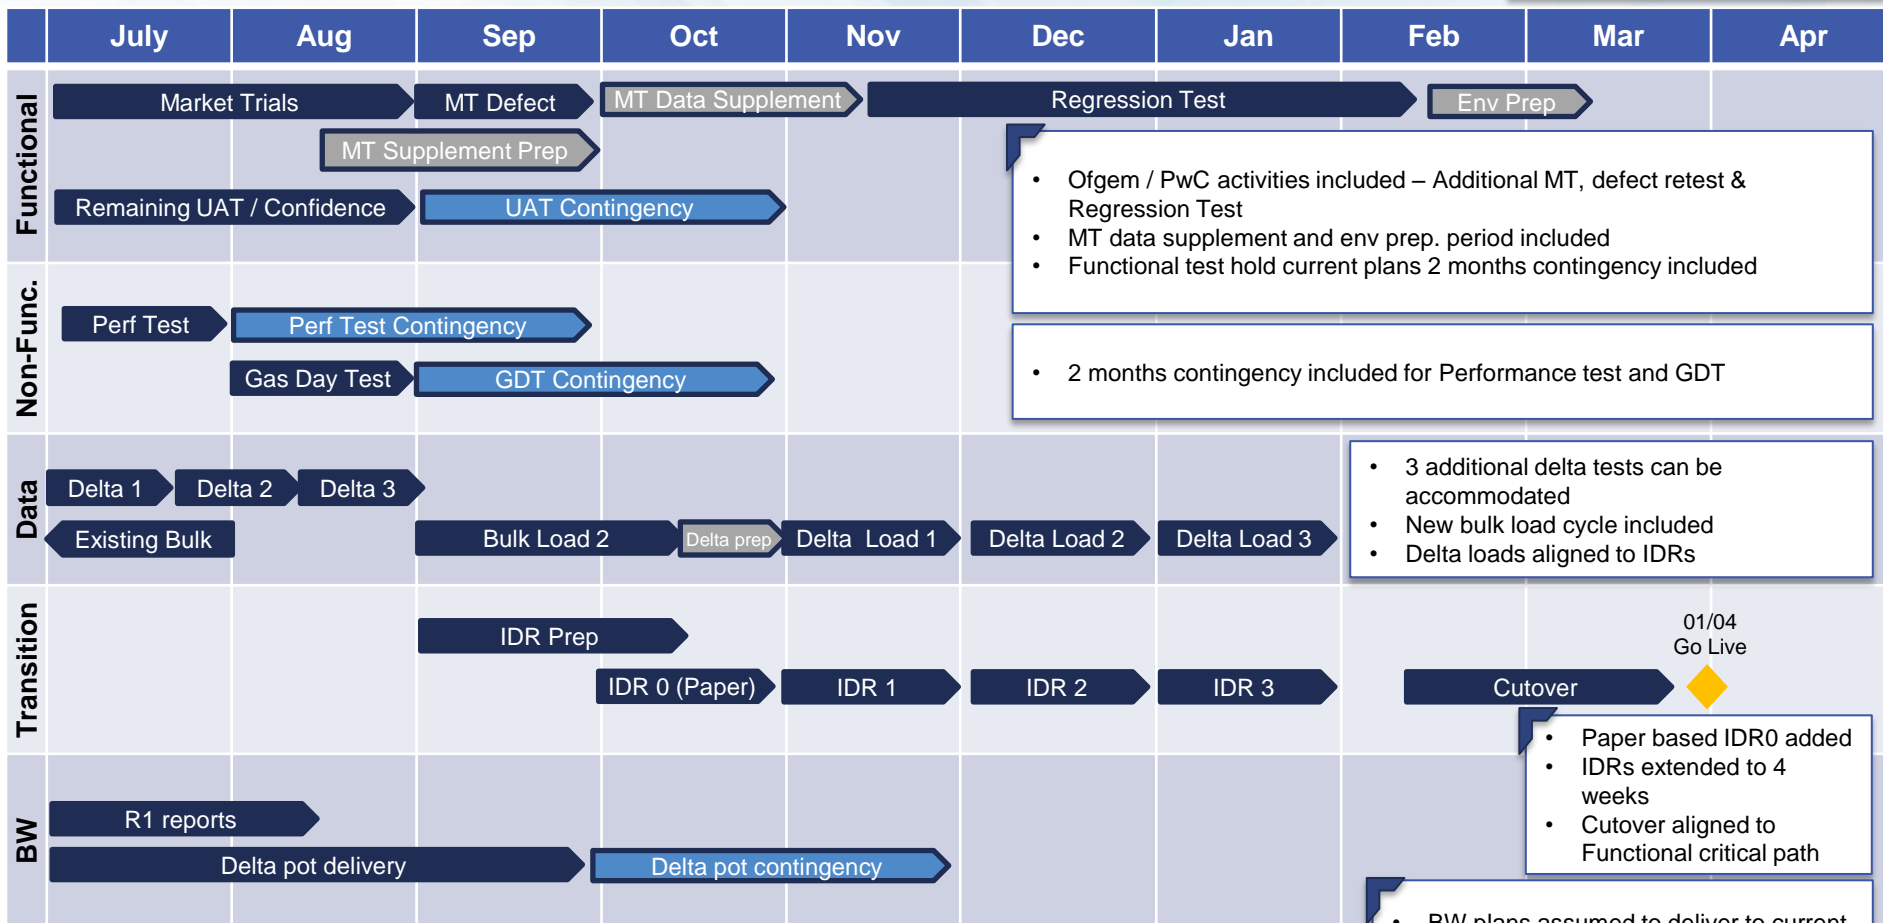 July Aug Sep Oct Nov Dec Jan Feb Mar Apr
Functional
Market Trials
MT Defect
MT Data Supplement
Regression Test
Env Prep
MT Supplement Prep
Remaining UAT / Confidence
UAT Contingency
• Ofgem / PwC activities included – Additional MT, defect retest &
Regression Test
• MT data supplement and env prep. period included
• Functional test hold current plans 2 months contingency included
Non-Func.
Perf Test
Perf Test Contingency
Gas Day Test
GDT Contingency
• 2 months contingency included for Performance test and GDT
Data
Delta 1
Delta 2
Delta 3
Existing Bulk
Bulk Load 2
Delta prep
Delta Load 1
Delta Load 2
Delta Load 3
• 3 additional delta tests can be
accommodated
• New bulk load cycle included
• Delta loads aligned to IDRs
Transition
IDR Prep
IDR 0 (Paper)
IDR 1
IDR 2
IDR 3
Cutover
01/04
Go Live
• Paper based IDR0 added
• IDRs extended to 4
weeks
• Cutover aligned to
Functional critical path
BW
R1 reports
Delta pot delivery
Delta pot contingency
• BW plans assumed to deliver to current